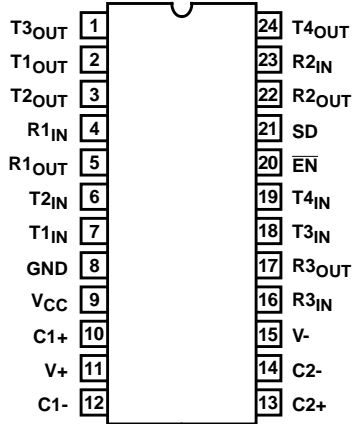 T3OUT 1 24 T4OUT
T1OUT 2 23 R2IN
T2OUT 3 22 R2OUT
R1IN 4 21 SD
R1OUT 5 20 E̅N̅
T2IN 6 19 T4IN
T1IN 7 18 T3IN
GND 8 17 R3OUT
VCC 9 16 R3IN
C1+ 10 15 V-
V+ 11 14 C2-
C1- 12 13 C2+